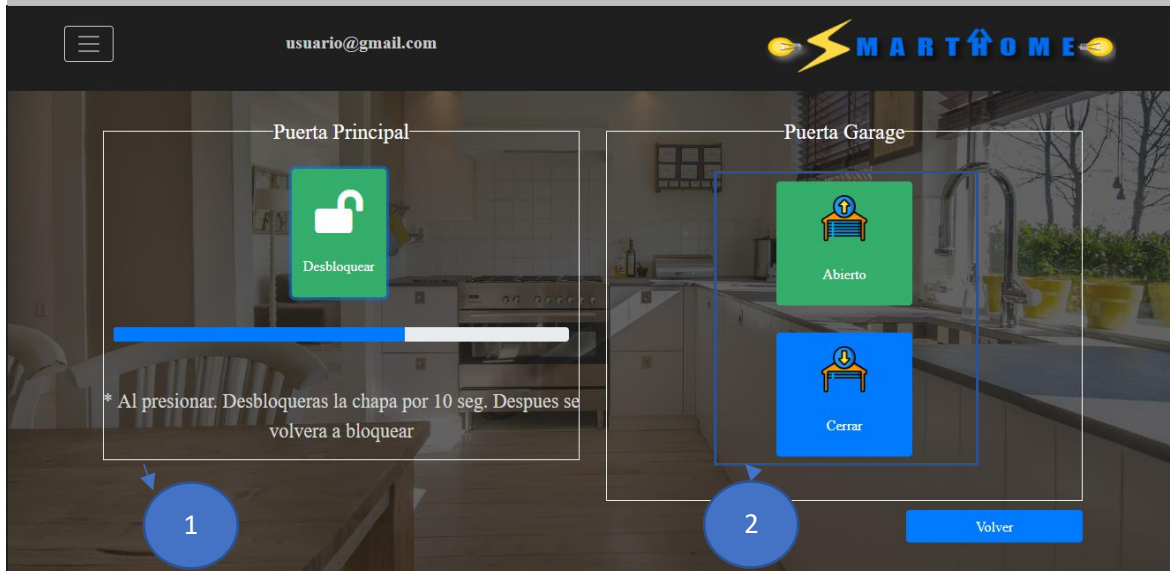 usuario@gmail.com
SMARTHOME
Puerta Principal
Desbloquear
* Al presionar. Desbloqueras la chapa por 10 seg. Despues se
volvera a bloquear
1
Puerta Garage
Abierto
Cerrar
2
Volver